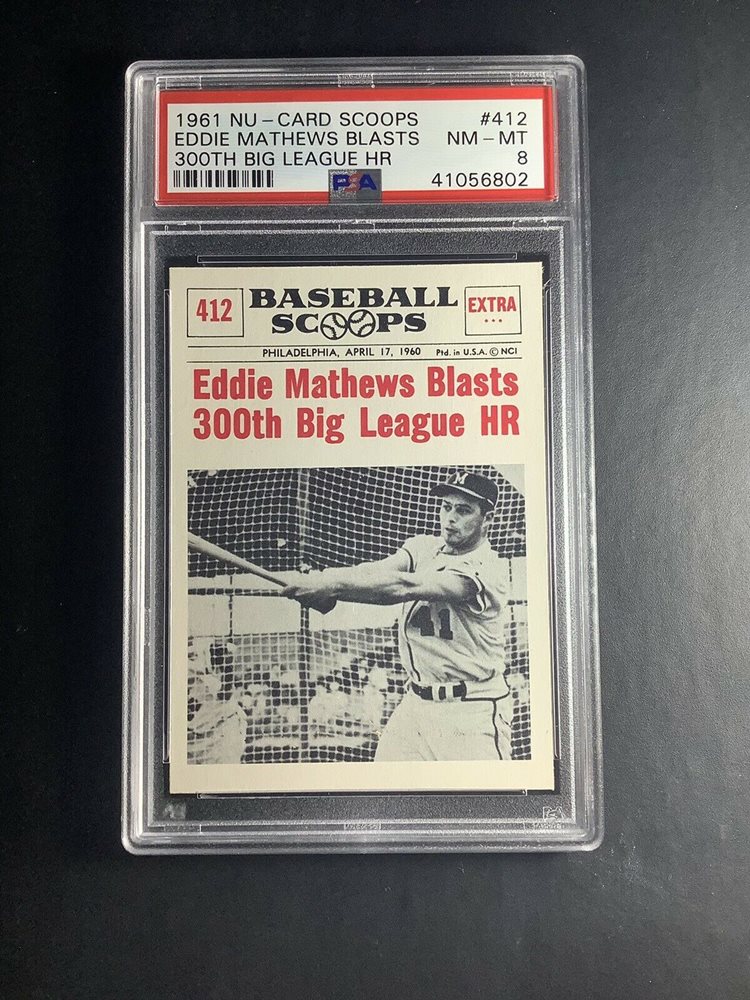 1961 NU-CARD SCOOPS #412
EDDIE MATHEWS BLASTS NM-MT
300TH BIG LEAGUE HR 8
PSA 41056802
412 BASEBALL EXTRA
SCOOPS ...
PHILADELPHIA, APRIL 17, 1960 Ptd. in U.S.A. © NCI
Eddie Mathews Blasts
300th Big League HR
M
41